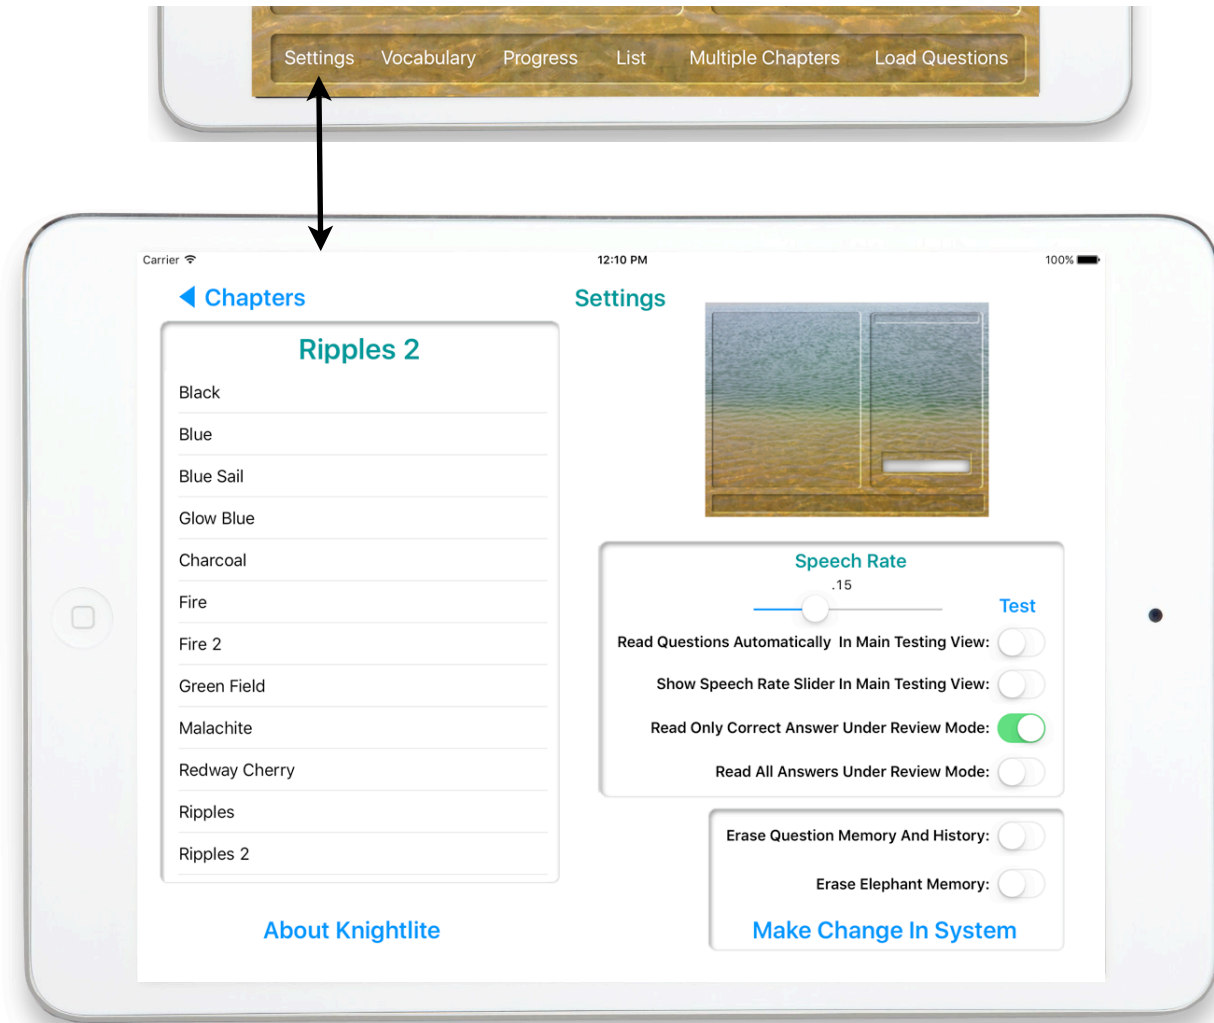 Settings Vocabulary Progress List Multiple Chapters Load Questions
Carrier 12:10 PM 100%
Chapters
Settings
Ripples 2
Black
Blue
Blue Sail
Glow Blue
Charcoal
Fire
Fire 2
Green Field
Malachite
Redway Cherry
Ripples
Ripples 2
About Knightlite
Speech Rate
.15
Test
Read Questions Automatically In Main Testing View:
Show Speech Rate Slider In Main Testing View:
Read Only Correct Answer Under Review Mode:
Read All Answers Under Review Mode:
Erase Question Memory And History:
Erase Elephant Memory:
Make Change In System